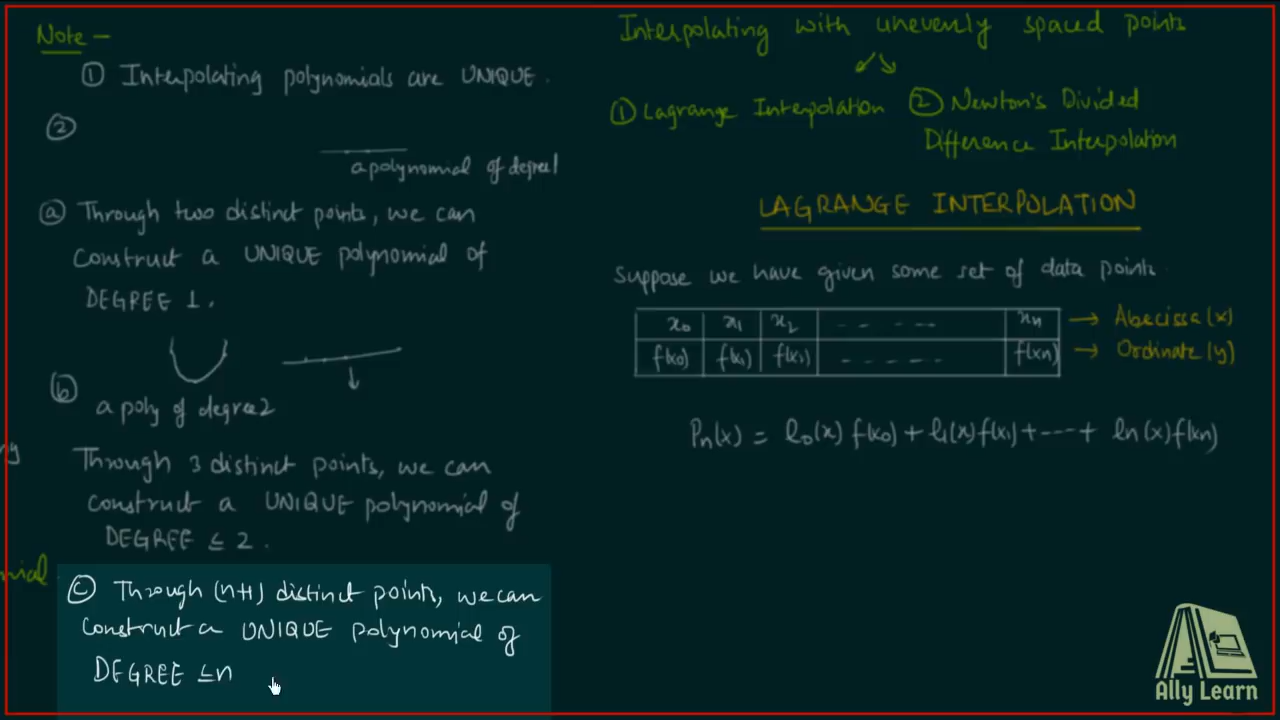 Note -
① Interpolating polynomials are UNIQUE.
②
a polynomial of degree 1
ⓐ Through two distinct points, we can
construct a UNIQUE polynomial of
DEGREE 1.
ⓑ
a poly of degree 2
Through 3 distinct points, we can
construct a UNIQUE polynomial of
DEGREE ≤ 2.
ⓒ Through (n+1) distinct points, we can
construct a UNIQUE polynomial of
DEGREE ≤n
Interpolating with unevenly spaced points
① Lagrange Interpolation ② Newton's Divided
Difference Interpolation
LAGRANGE INTERPOLATION
Suppose we have given some set of data points.
x₀ x₁ x₂ ------ xₙ → Abscissa (x)
f(x₀) f(x₁) f(x₂) ------ f(xₙ) → Ordinate (y)
Pn(x) = l₀(x) f(x₀) + l₁(x) f(x₁) + ---- + ln(x) f(xn)
Ally Learn